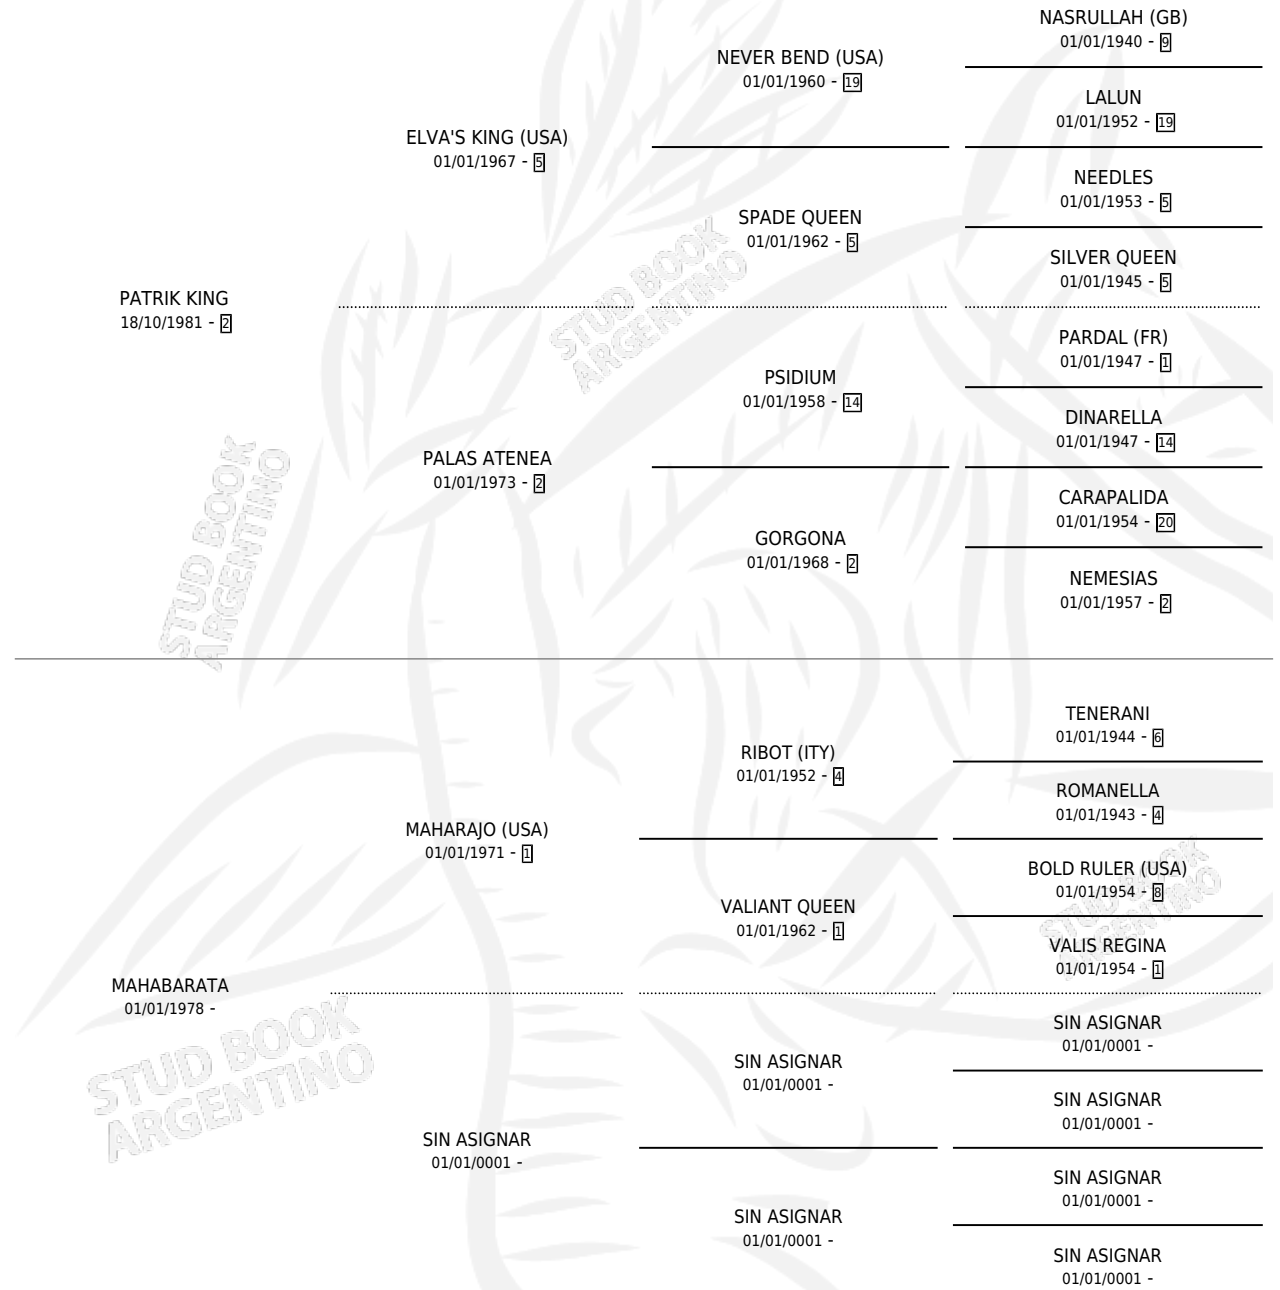 NASRULLAH (GB)
01/01/1940 - 9
NEVER BEND (USA)
01/01/1960 - 19
LALUN
01/01/1952 - 19
ELVA'S KING (USA)
01/01/1967 - 5
NEEDLES
01/01/1953 - 5
SPADE QUEEN
01/01/1962 - 5
SILVER QUEEN
01/01/1945 - 5
PATRIK KING
18/10/1981 - 2
PARDAL (FR)
01/01/1947 - 1
PSIDIUM
01/01/1958 - 14
DINARELLA
01/01/1947 - 14
PALAS ATENEA
01/01/1973 - 2
CARAPALIDA
01/01/1954 - 20
GORGONA
01/01/1968 - 2
NEMESIAS
01/01/1957 - 2
STUD BOOK
ARGENTINO
STUD BOOK
ARGENTINO
TENERANI
01/01/1944 - 6
RIBOT (ITY)
01/01/1952 - 4
ROMANELLA
01/01/1943 - 4
MAHARAJO (USA)
01/01/1971 - 1
BOLD RULER (USA)
01/01/1954 - 8
VALIANT QUEEN
01/01/1962 - 1
VALIS REGINA
01/01/1954 - 1
STUD BOOK
ARGENTINO
MAHABARATA
01/01/1978 -
SIN ASIGNAR
01/01/0001 -
SIN ASIGNAR
01/01/0001 -
SIN ASIGNAR
01/01/0001 -
SIN ASIGNAR
01/01/0001 -
SIN ASIGNAR
01/01/0001 -
SIN ASIGNAR
01/01/0001 -
SIN ASIGNAR
01/01/0001 -
STUD BOOK
ARGENTINO